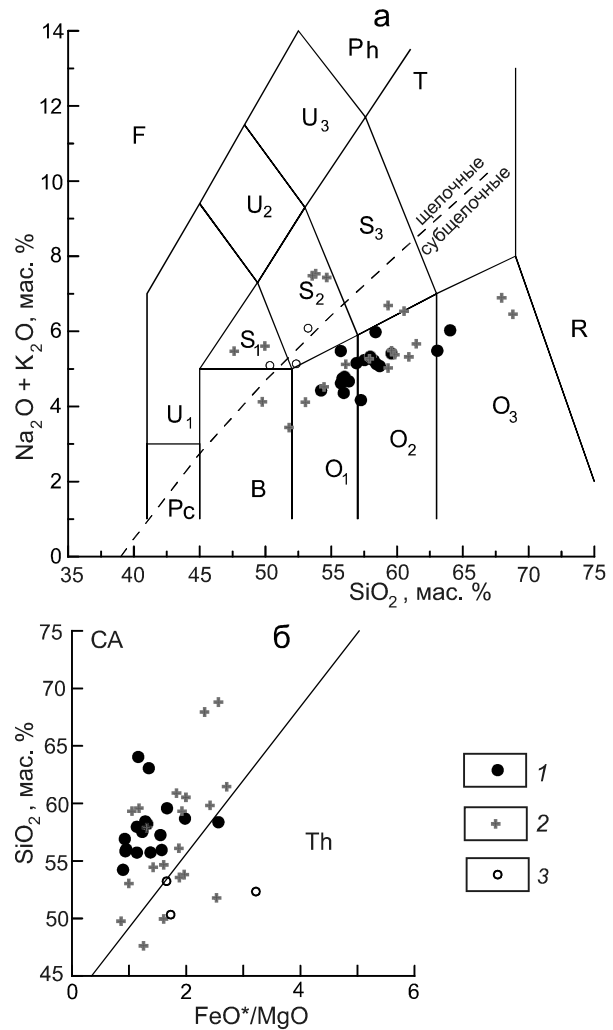 а
Na₂O + K₂O, мас. %
14
12
10
8
6
4
2
0
F
Ph
T
U₃
U₂
S₃
щелочные
субщелочные
S₂
S₁
R
U₁
O₃
O₂
O₁
B
Pc
35 40 45 50 55 60 65 70 75
SiO₂, мас. %
б
SiO₂, мас. %
75
70
65
60
55
50
45
CA
Th
0 2 4 6
FeO*/MgO
1
2
3